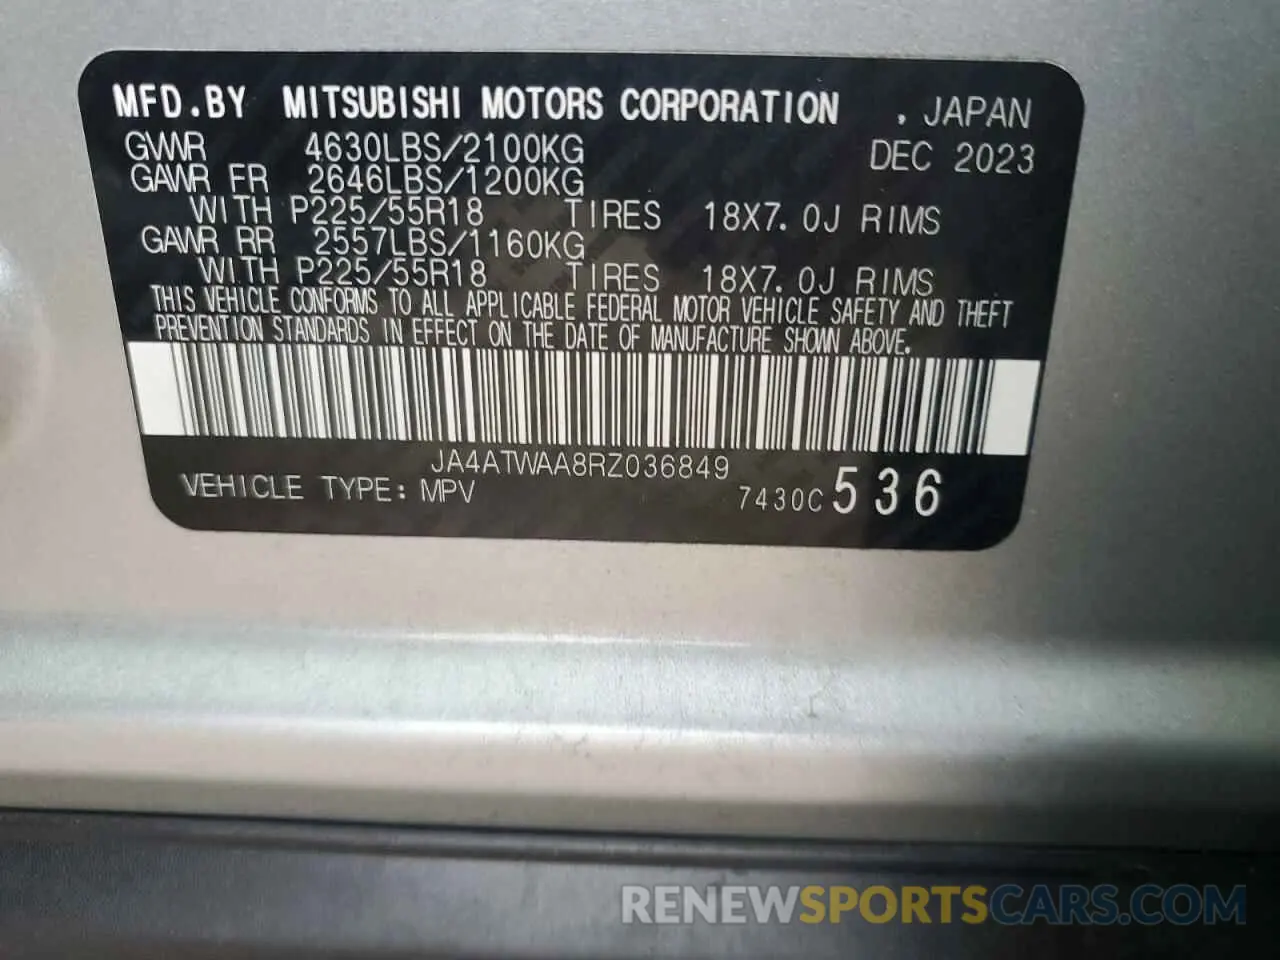 MFD.BY MITSUBISHI MOTORS CORPORATION , JAPAN
GVWR 4630LBS/2100KG DEC 2023
GAWR FR 2646LBS/1200KG
WITH P225/55R18 TIRES 18X7.0J RIMS
GAWR RR 2557LBS/1160KG
WITH P225/55R18 TIRES 18X7.0J RIMS
THIS VEHICLE CONFORMS TO ALL APPLICABLE FEDERAL MOTOR VEHICLE SAFETY AND THEFT
PREVENTION STANDARDS IN EFFECT ON THE DATE OF MANUFACTURE SHOWN ABOVE.
JA4ATWAA8RZ036849
VEHICLE TYPE: MPV 7430C 536
RENEWSPORTSCARS.COM